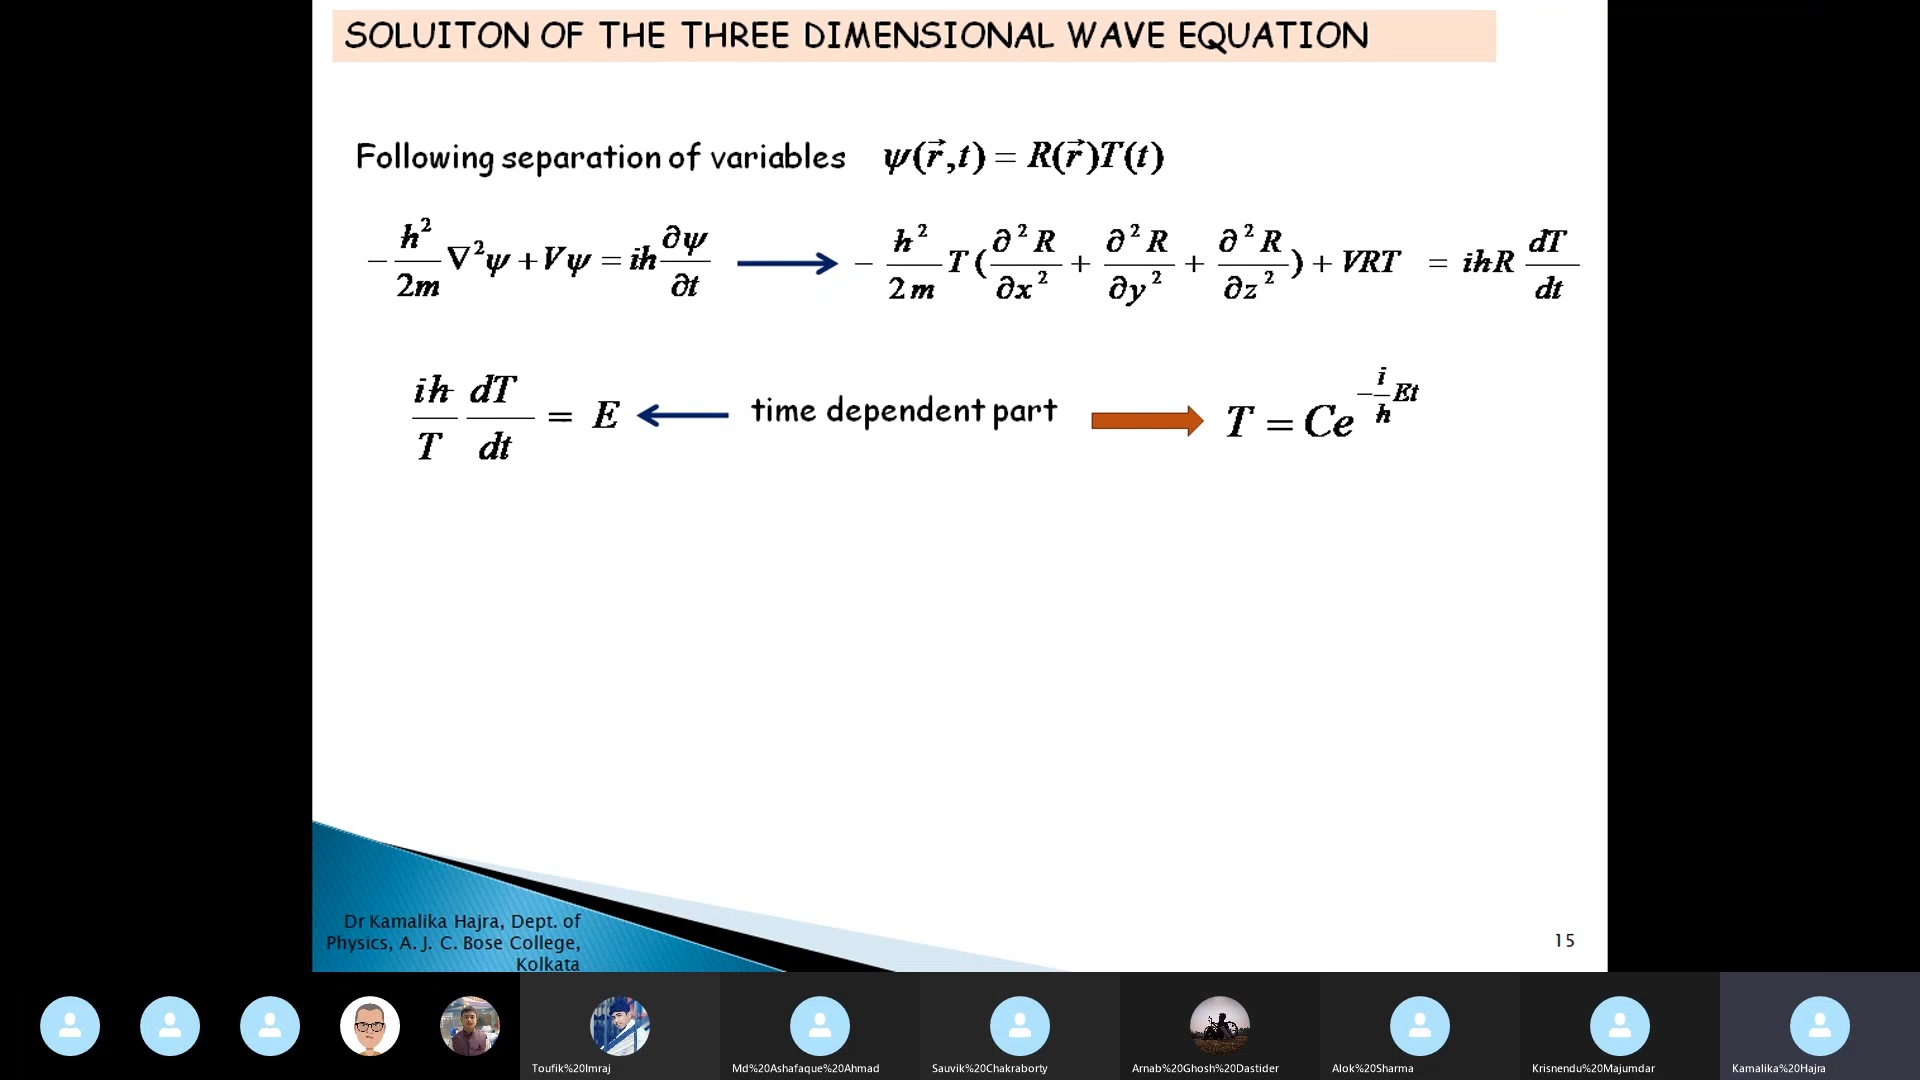 SOLUITON OF THE THREE DIMENSIONAL WAVE EQUATION
Following separation of variables ψ(r⃗,t) = R(r⃗)T(t)
−ħ²/2m ∇²ψ + Vψ = iħ ∂ψ/∂t → −ħ²/2m T(∂²R/∂x² + ∂²R/∂y² + ∂²R/∂z²) + VRT = iħR dT/dt
iħ/T dT/dt = E ← time dependent part → T = Ce^(−(i/ħ)Et)
Dr Kamalika Hajra, Dept. of
Physics, A. J. C. Bose College,
Kolkata
15
Toufik%20Imraj
Md%20Ashafaque%20Ahmad
Sauvik%20Chakraborty
Arnab%20Ghosh%20Dastider
Alok%20Sharma
Krisnendu%20Majumdar
Kamalika%20Hajra